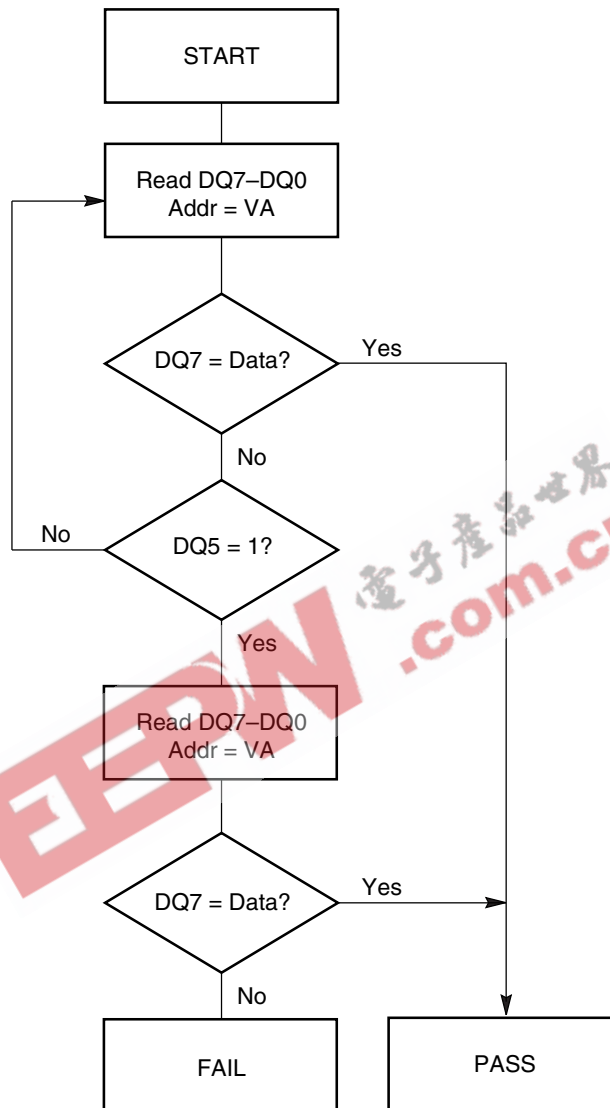 START
Read DQ7–DQ0
Addr = VA
DQ7 = Data?
Yes
No
DQ5 = 1?
No
Yes
Read DQ7–DQ0
Addr = VA
DQ7 = Data?
Yes
No
FAIL
PASS
EEPW
.com.cn
電子產品世界